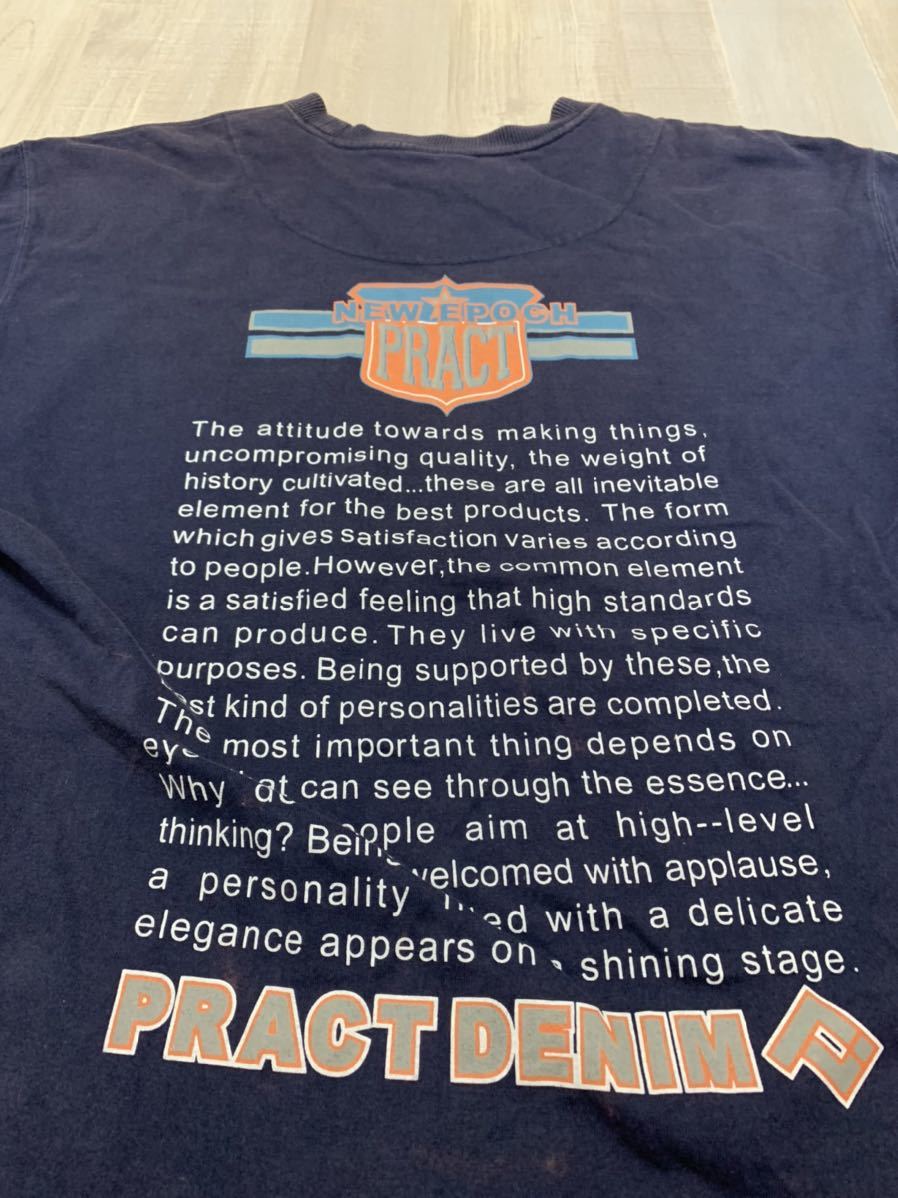 NEW EPOCH
PRACT
The attitude towards making things,
uncompromising quality, the weight of
history cultivated...these are all inevitable
element for the best products. The form
which gives satisfaction varies according
to people.However,the common element
is a satisfied feeling that high standards
can produce. They live with specific
purposes. Being supported by these,the
kind of personalities are completed.
The most important thing depends on
can see through the essence...
Why aim at high--level
thinking? Being welcomed with applause,
a personality with a delicate
elegance appears on shining stage.
PRACT DENIM